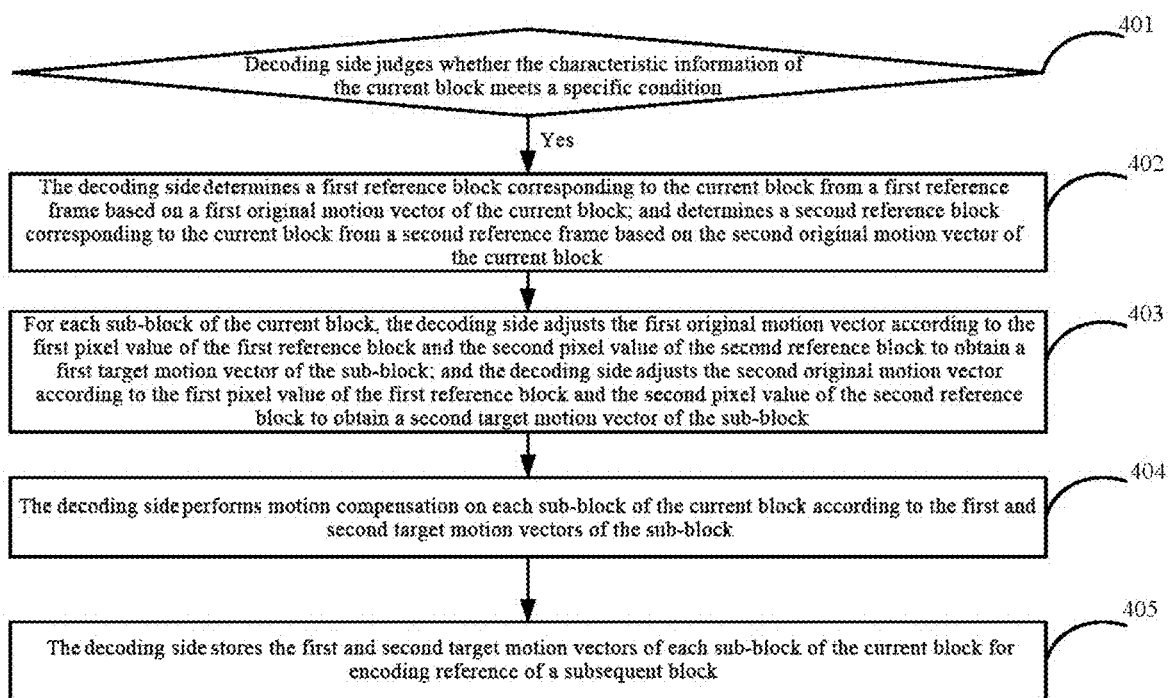 401
Decoding side judges whether the characteristic information of
the current block meets a specific condition
Yes
402
The decoding side determines a first reference block corresponding to the current block from a first reference
frame based on a first original motion vector of the current block; and determines a second reference block
corresponding to the current block from a second reference frame based on the second original motion vector of
the current block
403
For each sub-block of the current block, the decoding side adjusts the first original motion vector according to the
first pixel value of the first reference block and the second pixel value of the second reference block to obtain a
first target motion vector of the sub-block; and the decoding side adjusts the second original motion vector
according to the first pixel value of the first reference block and the second pixel value of the second reference
block to obtain a second target motion vector of the sub-block
404
The decoding side performs motion compensation on each sub-block of the current block according to the first and
second target motion vectors of the sub-block
405
The decoding side stores the first and second target motion vectors of each sub-block of the current block for
encoding reference of a subsequent block